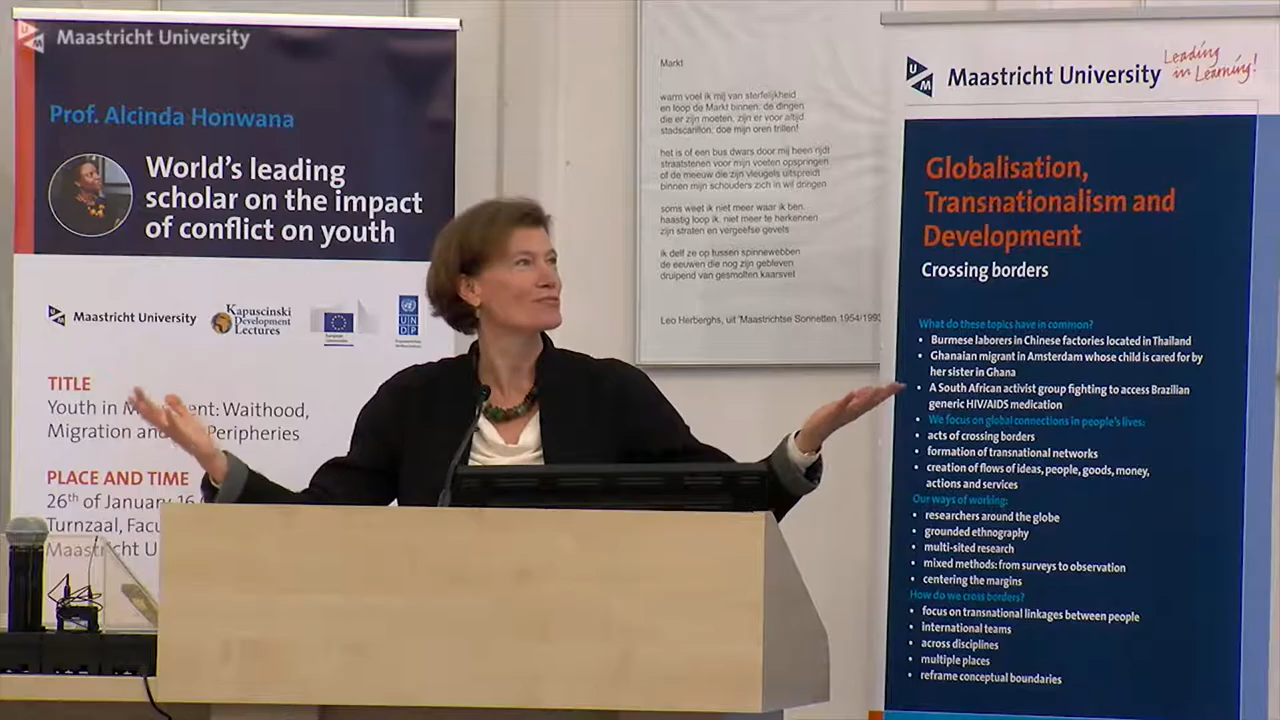 Maastricht University
Prof. Alcinda Honwana
World's leading
scholar on the impact
of conflict on youth
Maastricht University
Kapuscinski
Development
Lectures
UN
DP
TITLE
Youth in Waithood,
Migration and Peripheries
PLACE AND TIME
26th of January 16
Turnzaal,
Maastricht U
Markt
warm voel ik mij van sterfelijkheid
en loop de Markt binnen: de dingen
die er zijn moeten, zijn er voor altijd
stadscarillon, doe mijn oren trillen!
het is of een bus dwars door mij heen rijdt
straatstenen voor mijn voeten opspringen
of de meeuw die zijn vleugels uitspreidt
binnen mijn schouders zich in wil dringen
soms weet ik niet meer waar ik ben.
haastig loop ik, niet meer te herkennen
zijn straten en vergeefse gevels
ik delf ze op tussen spinnewebben
de eeuwen die nog zijn gebleven
druipend van gesmolten kaarsvet
Leo Herberghs, uit 'Maastrichtse Sonnetten 1954/199
UM
Maastricht University
Leading
in Learning!
Globalisation,
Transnationalism and
Development
Crossing borders
What do these topics have in common?
• Burmese laborers in Chinese factories located in Thailand
• Ghanaian migrant in Amsterdam whose child is cared for by
her sister in Ghana
• A South African activist group fighting to access Brazilian
generic HIV/AIDS medication
• We focus on global connections in people's lives:
• acts of crossing borders
• formation of transnational networks
• creation of flows of ideas, people, goods, money,
actions and services
Our ways of working:
• researchers around the globe
• grounded ethnography
• multi-sited research
• mixed methods: from surveys to observation
• centering the margins
How do we cross borders?
• focus on transnational linkages between people
• international teams
• across disciplines
• multiple places
• reframe conceptual boundaries